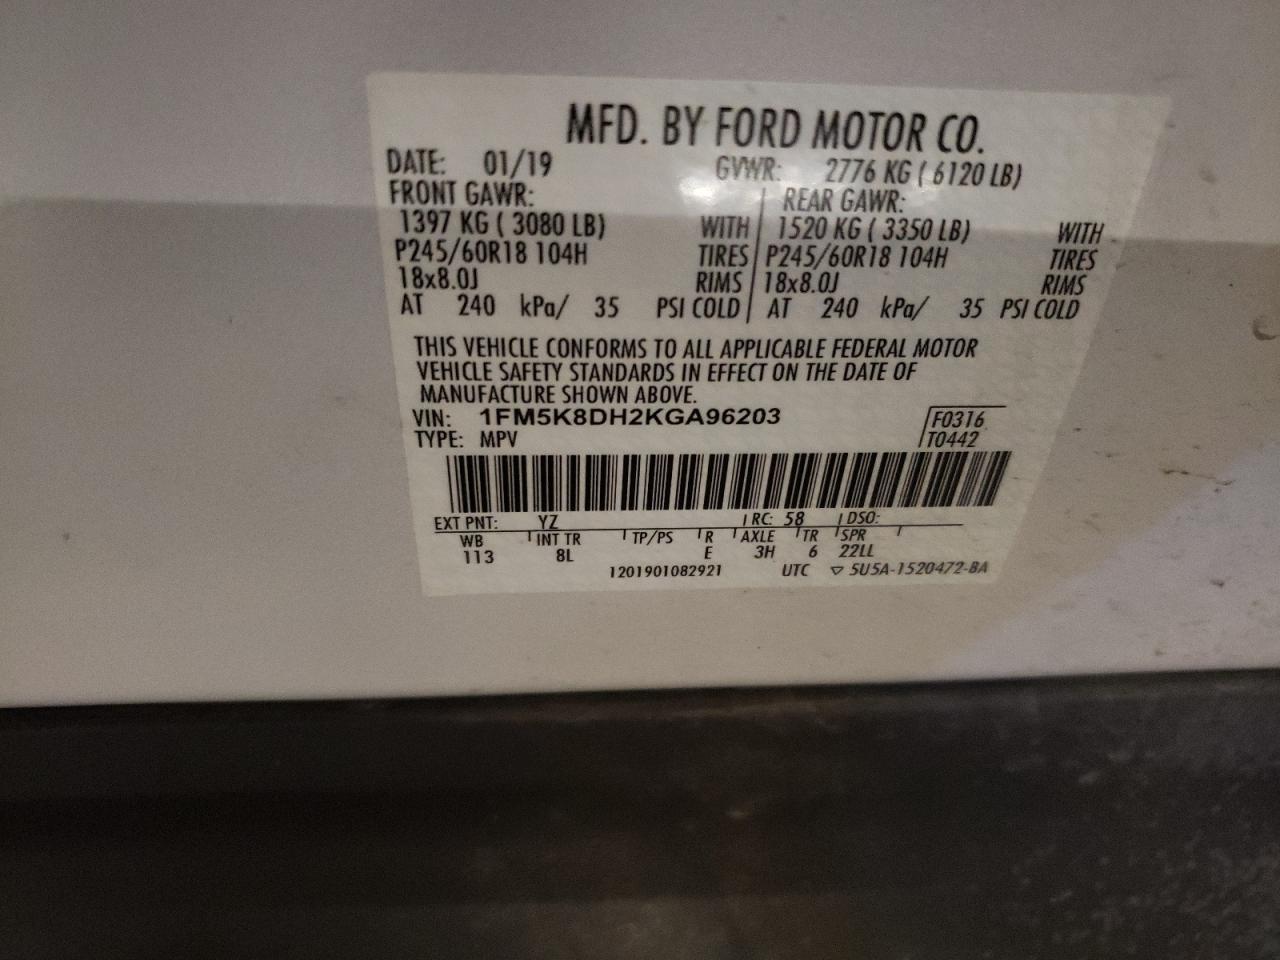 MFD. BY FORD MOTOR CO.
DATE: 01/19 GVWR: 2776 KG ( 6120 LB)
FRONT GAWR: REAR GAWR:
1397 KG ( 3080 LB) WITH 1520 KG ( 3350 LB) WITH
P245/60R18 104H TIRES P245/60R18 104H TIRES
18x8.0J RIMS 18x8.0J RIMS
AT 240 kPa/ 35 PSI COLD AT 240 kPa/ 35 PSI COLD
THIS VEHICLE CONFORMS TO ALL APPLICABLE FEDERAL MOTOR
VEHICLE SAFETY STANDARDS IN EFFECT ON THE DATE OF
MANUFACTURE SHOWN ABOVE.
VIN: 1FM5K8DH2KGA96203 F0316
TYPE: MPV T0442
EXT PNT: YZ RC: 58 DSO:
WB INT TR TP/PS R AXLE TR SPR
113 8L E 3H 6 22LL
1201901082921 UTC ▽ 5U5A-1520472-BA